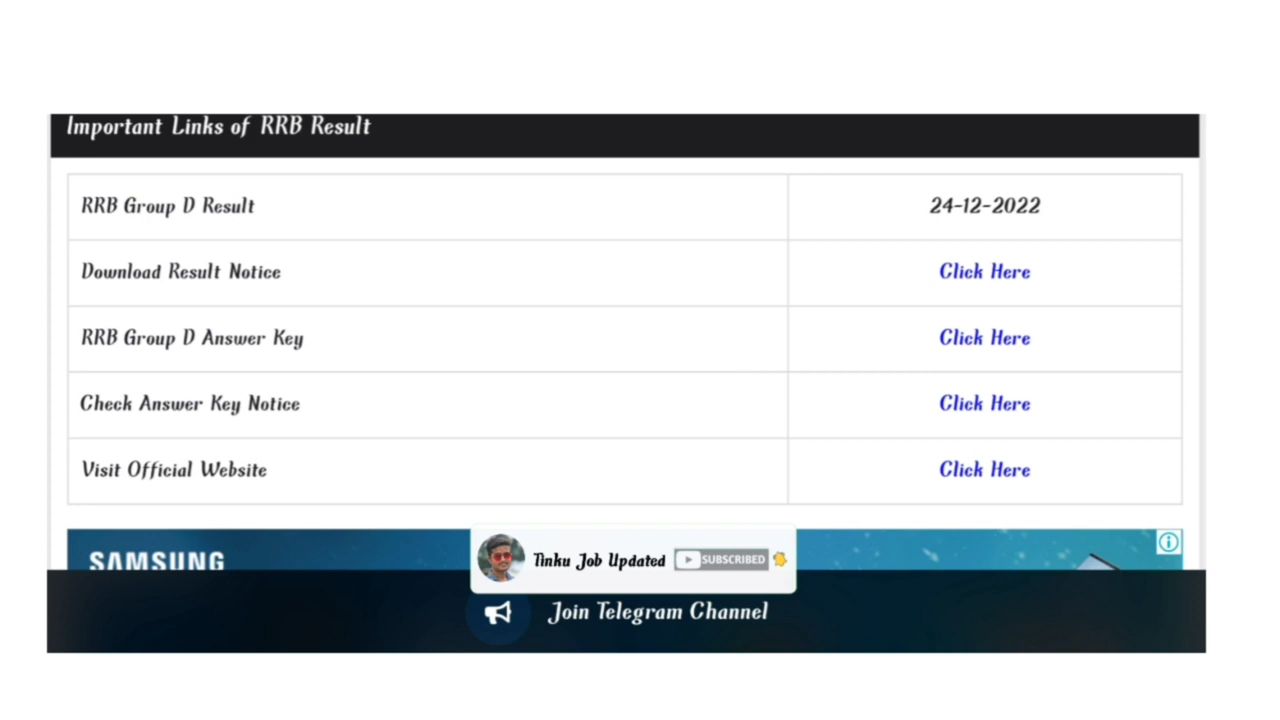 Important Links of RRB Result
RRB Group D Result 24-12-2022
Download Result Notice Click Here
RRB Group D Answer Key Click Here
Check Answer Key Notice Click Here
Visit Official Website Click Here
SAMSUNG
Tinku Job Updated SUBSCRIBED
Join Telegram Channel